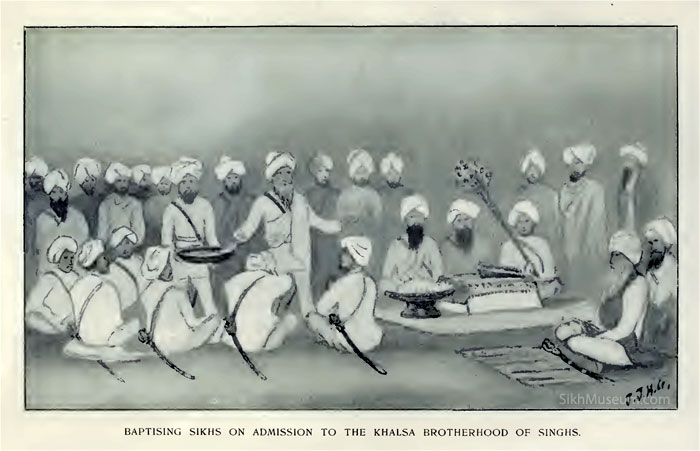 SikhMuseum.com
BAPTISING SIKHS ON ADMISSION TO THE KHALSA BROTHERHOOD OF SINGHS.